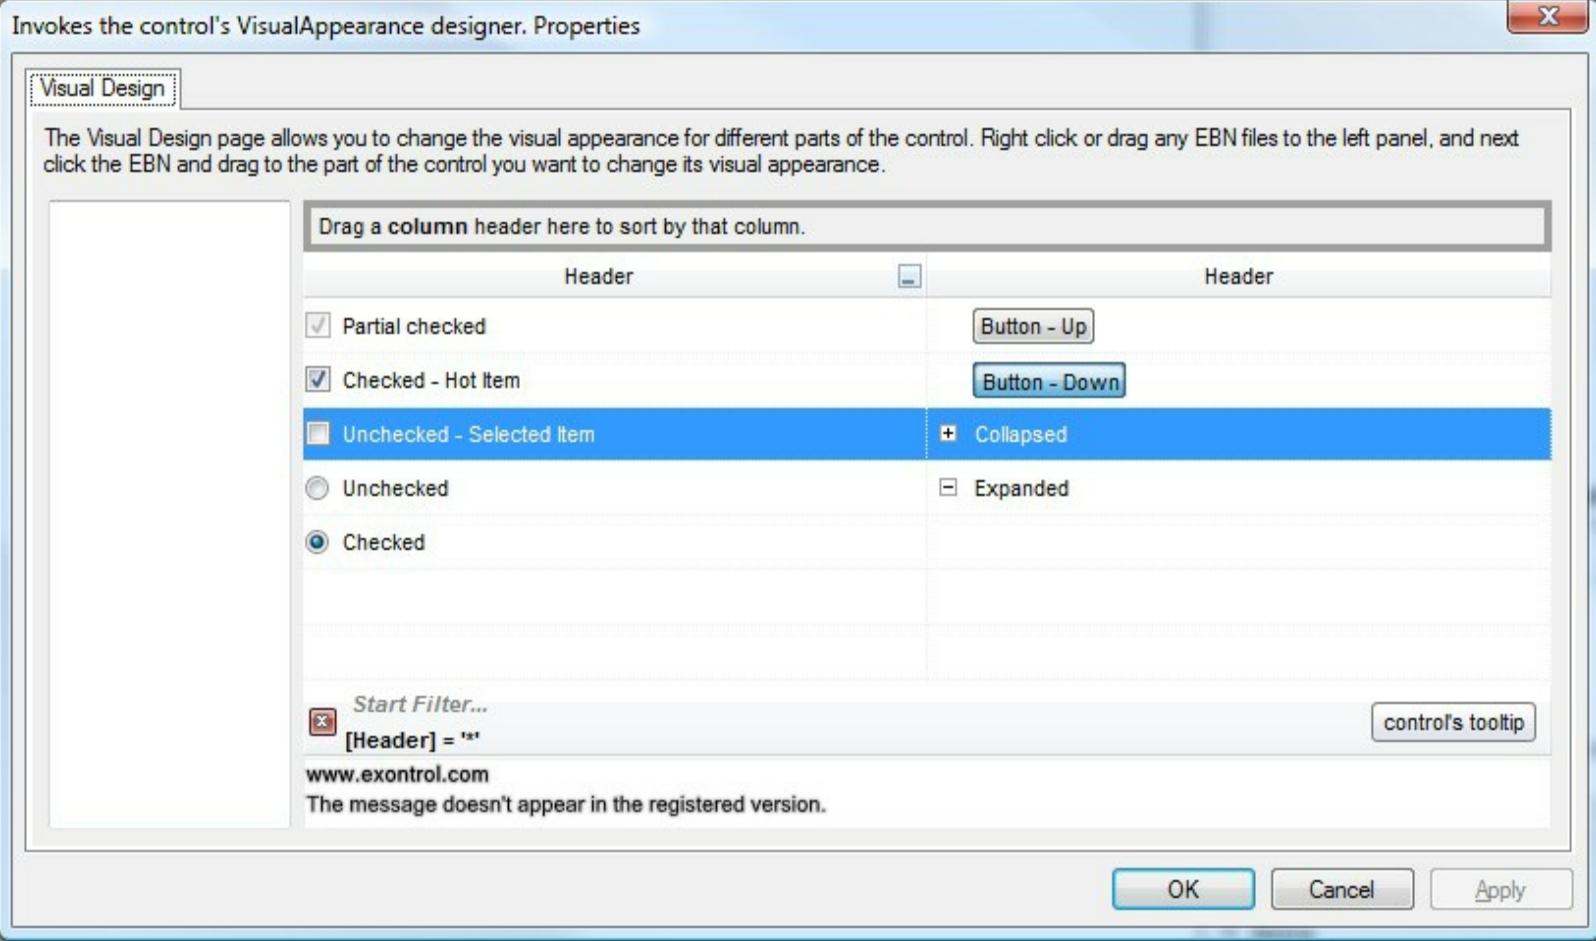 Invokes the control's VisualAppearance designer. Properties
Visual Design
The Visual Design page allows you to change the visual appearance for different parts of the control. Right click or drag any EBN files to the left panel, and next
click the EBN and drag to the part of the control you want to change its visual appearance.
Drag a column header here to sort by that column.
Header Header
Partial checked Button - Up
Checked - Hot Item Button - Down
Unchecked - Selected Item Collapsed
Unchecked Expanded
Checked
Start Filter...
[Header] = '*'
control's tooltip
www.exontrol.com
The message doesn't appear in the registered version.
OK Cancel Apply